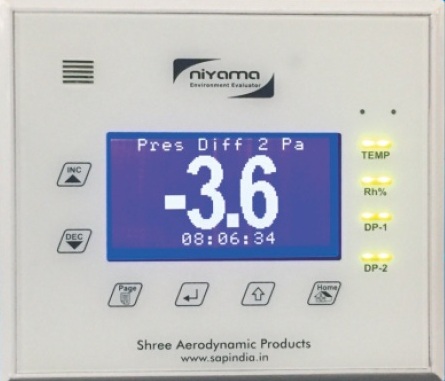 niyama
Environment Evaluator
Pres Diff 2 Pa
-3.6
08:06:34
INC
DEC
TEMP
Rh%
DP-1
DP-2
Page
Home
Shree Aerodynamic Products
www.sapindia.in